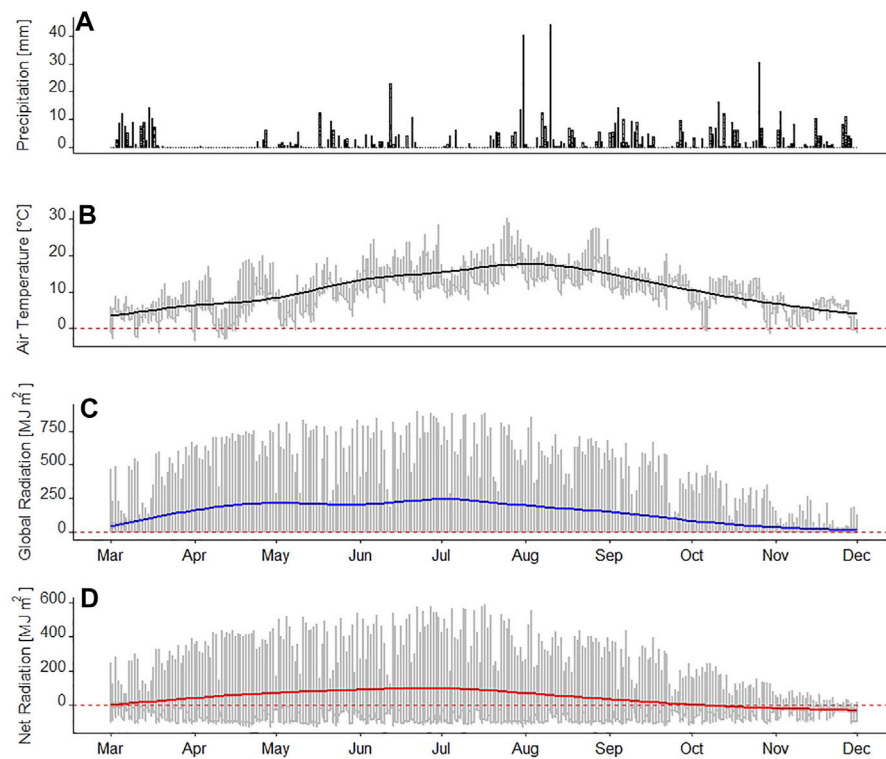 A
Precipitation [mm]
40
30
20
10
0
B
Air Temperature [°C]
30
20
10
0
C
Global Radiation [MJ m²]
750
500
250
0
Mar Apr May Jun Jul Aug Sep Oct Nov Dec
D
Net Radiation [MJ m²]
600
400
200
0
Mar Apr May Jun Jul Aug Sep Oct Nov Dec